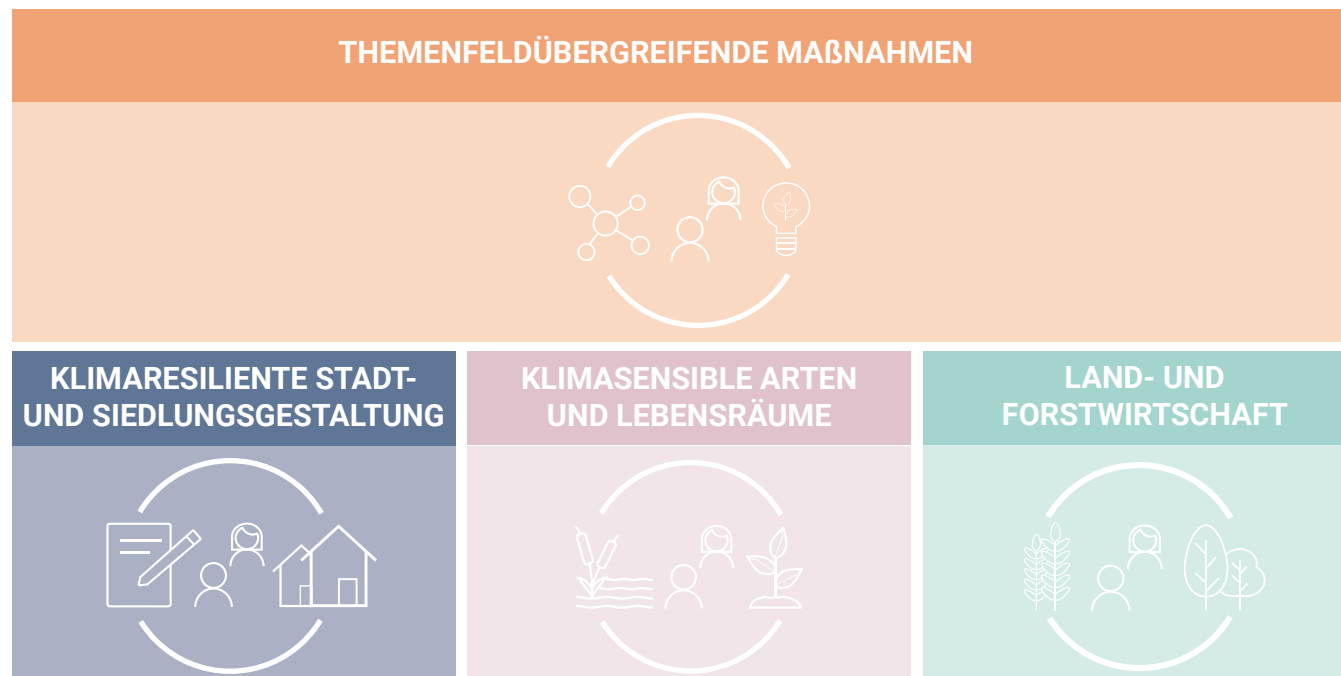 THEMENFELDÜBERGREIFENDE MAßNAHMEN
KLIMARESILIENTE STADT-
UND SIEDLUNGSGESTALTUNG
KLIMASENSIBLE ARTEN
UND LEBENSRÄUME
LAND- UND
FORSTWIRTSCHAFT